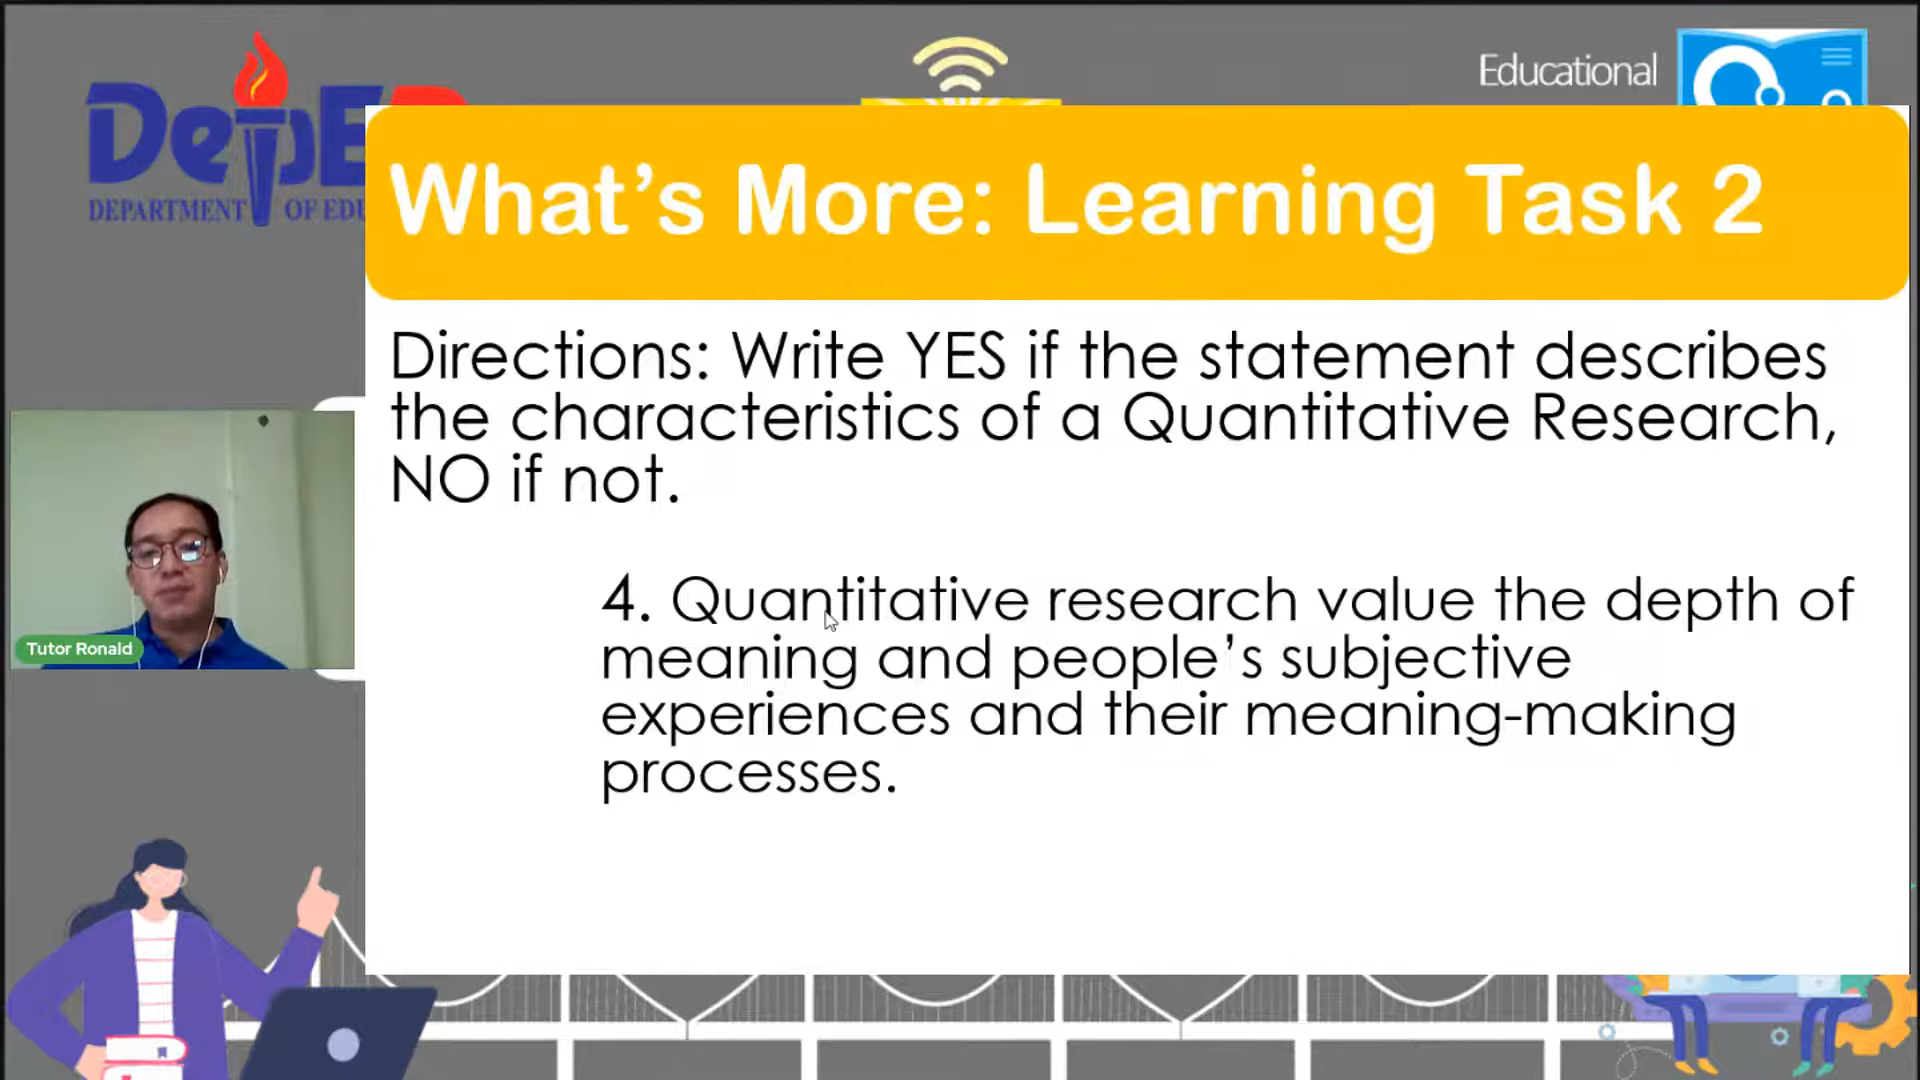 DepE
DEPARTMENT OF EDU
Educational
What's More: Learning Task 2
Directions: Write YES if the statement describes
the characteristics of a Quantitative Research,
NO if not.
4. Quantitative research value the depth of
meaning and people's subjective
experiences and their meaning-making
processes.
Tutor Ronald